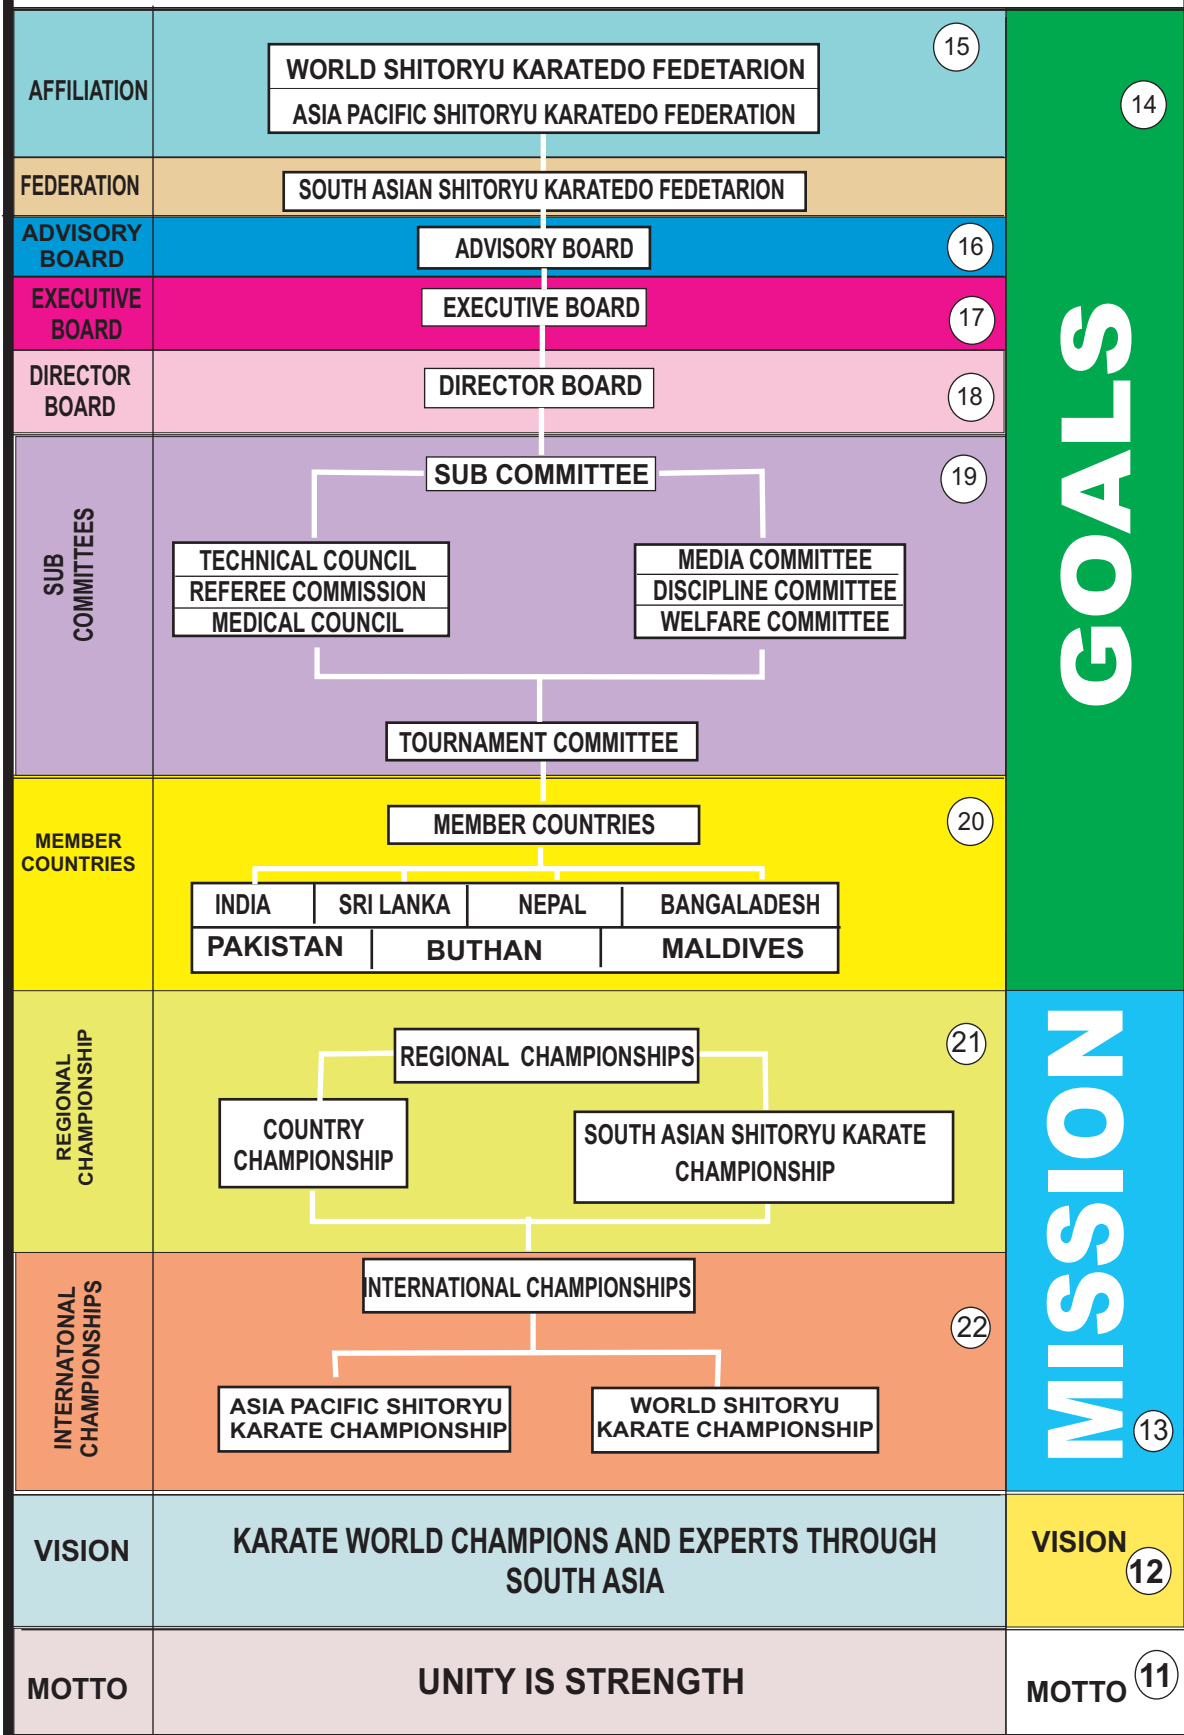 AFFILIATION
WORLD SHITORYU KARATEDO FEDETARION
ASIA PACIFIC SHITORYU KARATEDO FEDERATION
15
14
FEDERATION
SOUTH ASIAN SHITORYU KARATEDO FEDETARION
ADVISORY
BOARD
ADVISORY BOARD
16
EXECUTIVE
BOARD
EXECUTIVE BOARD
17
DIRECTOR
BOARD
DIRECTOR BOARD
18
GOALS
SUB
COMMITTEES
SUB COMMITTEE
19
TECHNICAL COUNCIL
REFEREE COMMISSION
MEDICAL COUNCIL
MEDIA COMMITTEE
DISCIPLINE COMMITTEE
WELFARE COMMITTEE
TOURNAMENT COMMITTEE
MEMBER
COUNTRIES
MEMBER COUNTRIES
20
INDIA SRI LANKA NEPAL BANGALADESH
PAKISTAN BUTHAN MALDIVES
REGIONAL
CHAMPIONSHIP
REGIONAL CHAMPIONSHIPS
21
COUNTRY
CHAMPIONSHIP
SOUTH ASIAN SHITORYU KARATE
CHAMPIONSHIP
MISSION
13
INTERNATONAL
CHAMPIONSHIPS
INTERNATIONAL CHAMPIONSHIPS
22
ASIA PACIFIC SHITORYU
KARATE CHAMPIONSHIP
WORLD SHITORYU
KARATE CHAMPIONSHIP
VISION
KARATE WORLD CHAMPIONS AND EXPERTS THROUGH
SOUTH ASIA
VISION
12
MOTTO
UNITY IS STRENGTH
MOTTO
11